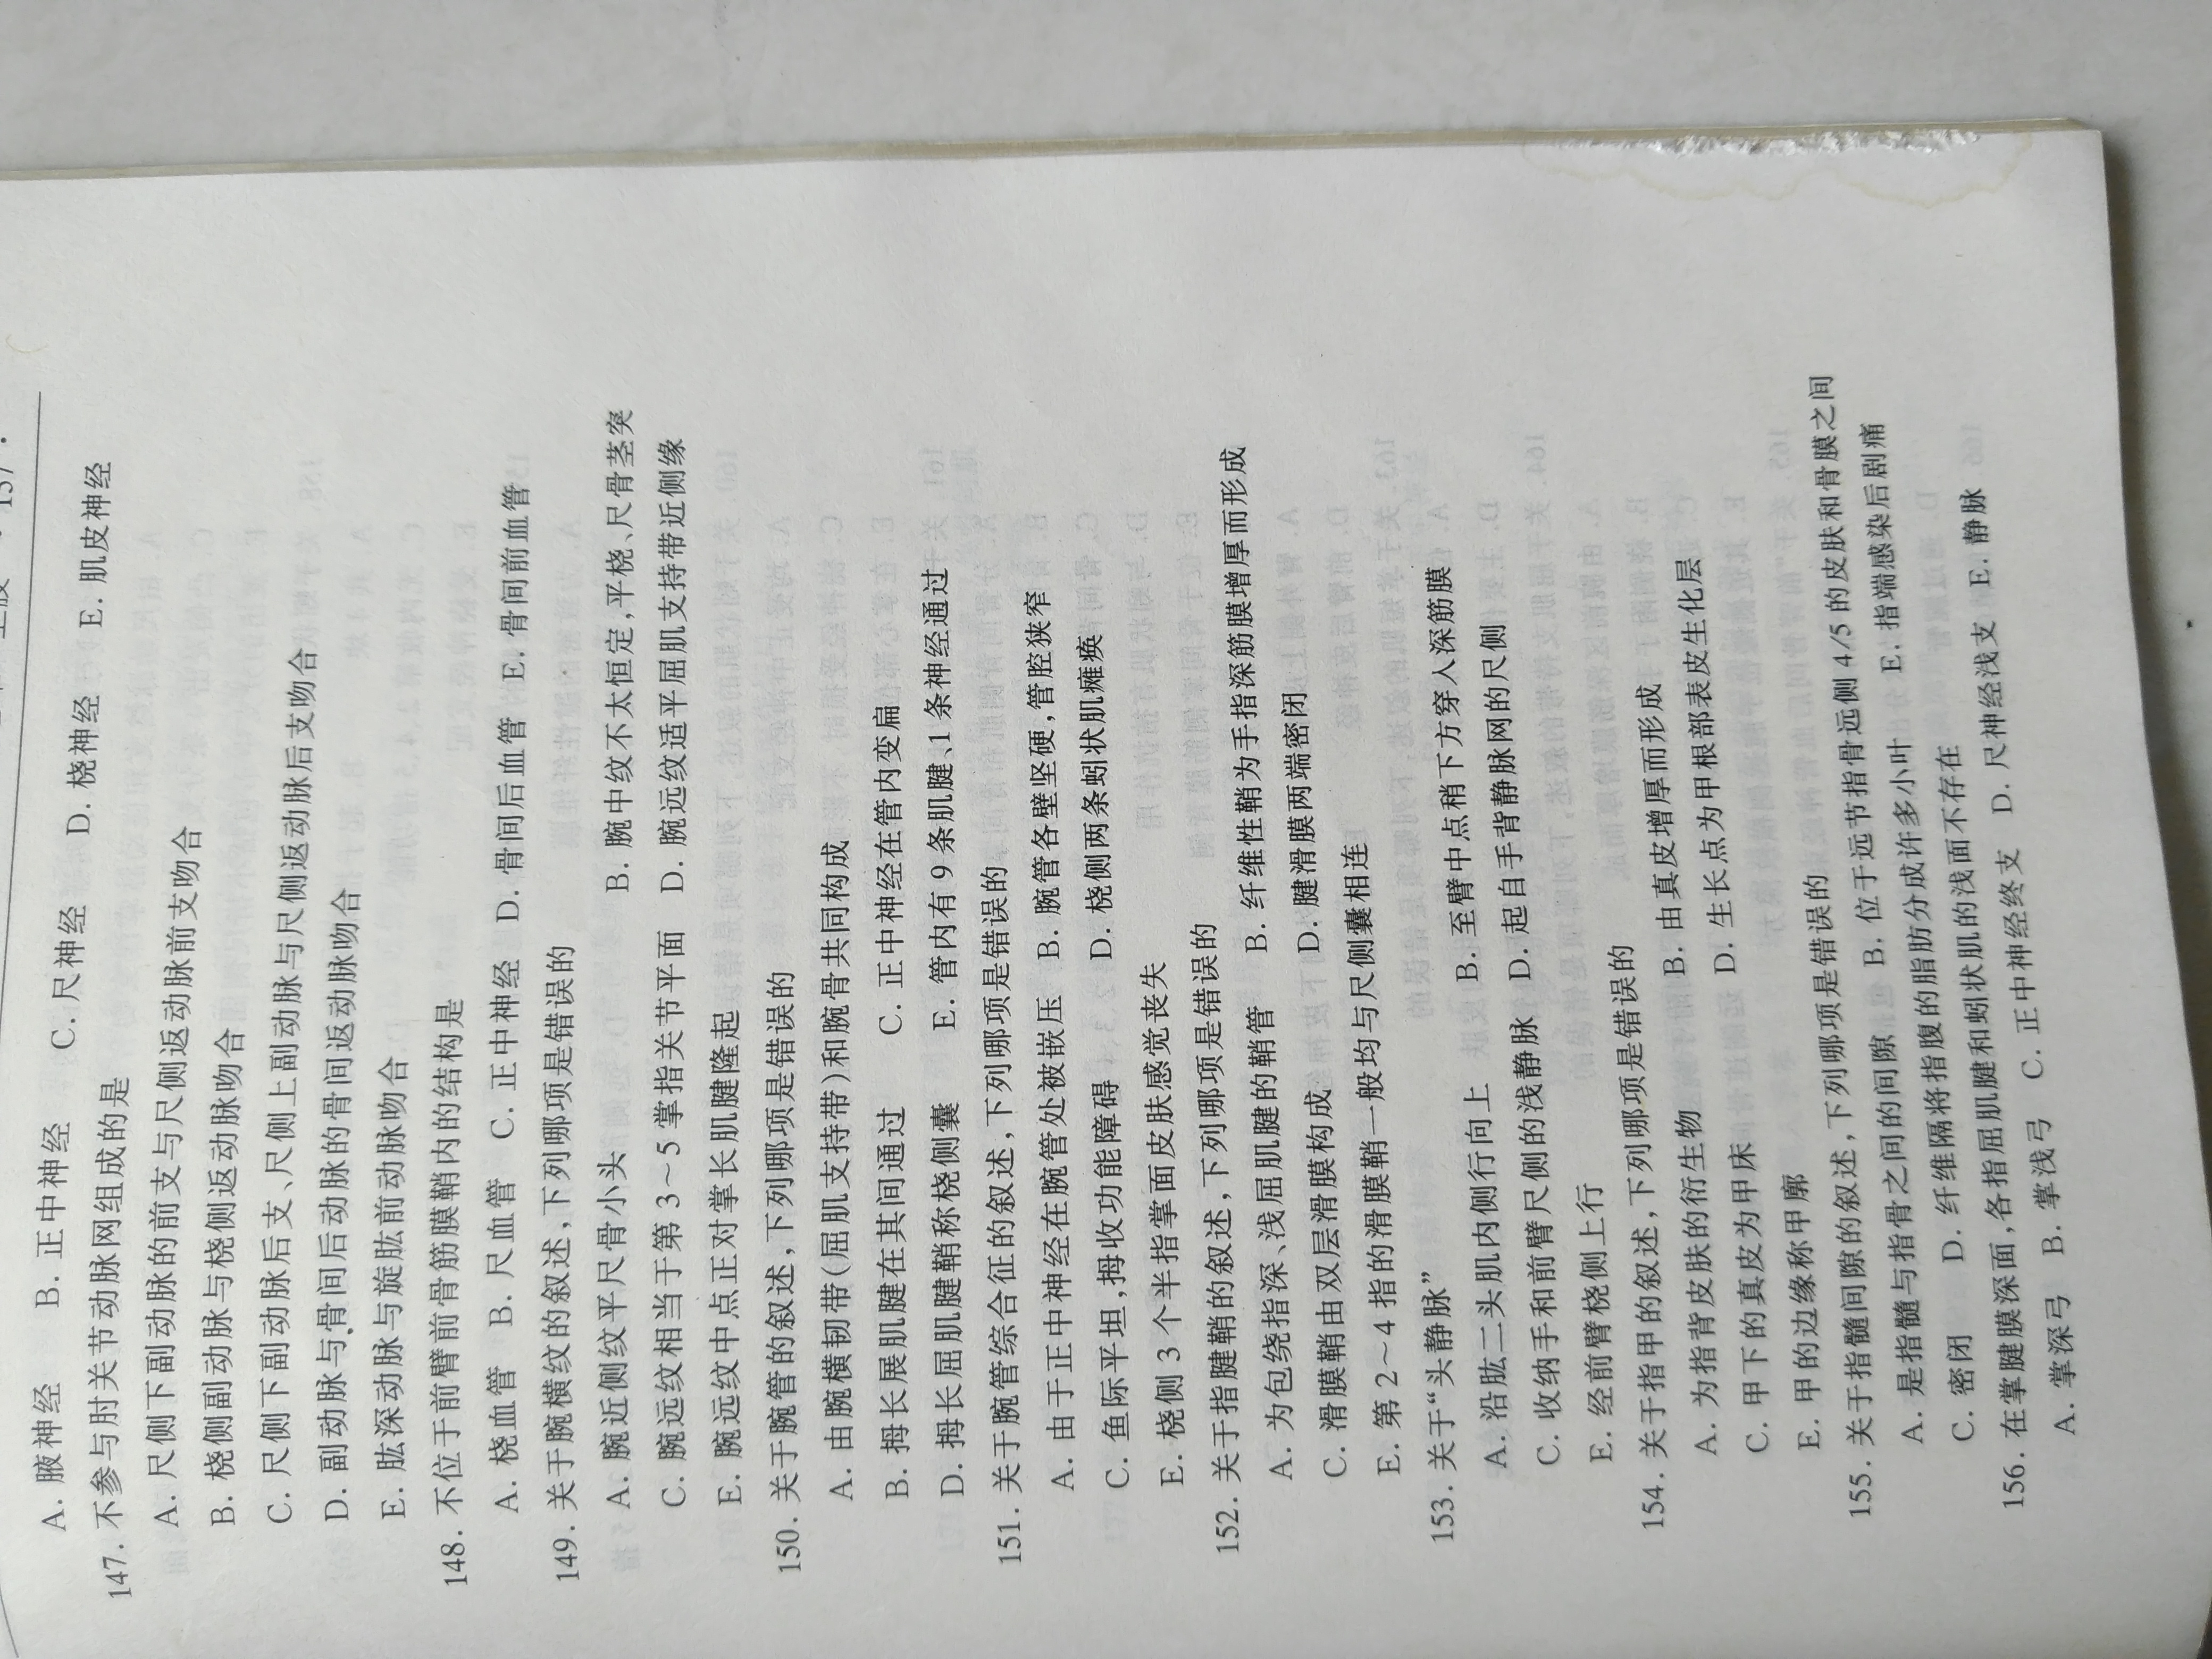 A. 腋神经 B. 正中神经 C. 尺神经 D. 桡神经 E. 肌皮神经
147. 不参与肘关节动脉网组成的是
A. 尺侧下副动脉的前支与尺侧返动脉前支吻合
B. 桡侧副动脉与桡侧返动脉吻合
C. 尺侧下副动脉后支、尺侧上副动脉与尺侧返动脉后支吻合
D. 副动脉与骨间后动脉的骨间返动脉吻合
E. 肱深动脉与旋肱前动脉吻合
148. 不位于前臂前骨筋膜鞘内的结构是
A. 桡血管 B. 尺血管 C. 正中神经 D. 骨间后血管 E. 骨间前血管
149. 关于腕横纹的叙述,下列哪项是错误的
A. 腕近侧纹平尺骨小头 B. 腕中纹不太恒定,平桡、尺骨茎突
C. 腕远纹相当于第 3～5 掌指关节平面 D. 腕远纹适平屈肌支持带近侧缘
E. 腕远纹中点正对掌长肌腱隆起
150. 关于腕管的叙述,下列哪项是错误的
A. 由腕横韧带(屈肌支持带)和腕骨共同构成
B. 拇长展肌腱在其间通过 C. 正中神经在管内变扁
D. 拇长屈肌腱鞘称桡侧囊 E. 管内有 9 条肌腱、1 条神经通过
151. 关于腕管综合征的叙述,下列哪项是错误的
A. 由于正中神经在腕管处被嵌压 B. 腕管各壁坚硬,管腔狭窄
C. 鱼际平坦,拇收功能障碍 D. 桡侧两条蚓状肌瘫痪
E. 桡侧 3 个半指掌面皮肤感觉丧失
152. 关于指腱鞘的叙述,下列哪项是错误的
A. 为包绕指深、浅屈肌腱的鞘管 B. 纤维性鞘为手指深筋膜增厚而形成
C. 滑膜鞘由双层滑膜构成 D. 腱滑膜两端密闭
E. 第 2～4 指的滑膜鞘一般均与尺侧囊相连
153. 关于“头静脉”
A. 沿肱二头肌内侧行向上 B. 至臂中点稍下方穿入深筋膜
C. 收纳手和前臂尺侧的浅静脉 D. 起自手背静脉网的尺侧
E. 经前臂桡侧上行
154. 关于指甲的叙述,下列哪项是错误的
A. 为指背皮肤的衍生物 B. 由真皮增厚而形成
C. 甲下的真皮为甲床 D. 生长点为甲根部表皮生化层
E. 甲的边缘称甲廓
155. 关于指髓间隙的叙述,下列哪项是错误的
A. 是指髓与指骨之间的间隙 B. 位于远节指骨远侧 4/5 的皮肤和骨膜之间
C. 密闭 D. 纤维隔将指腹的脂肪分成许多小叶 E. 指端感染后剧痛
156. 在掌腱膜深面,各指屈肌腱和蚓状肌的浅面不存在
A. 掌深弓 B. 掌浅弓 C. 正中神经终支 D. 尺神经浅支 E. 静脉